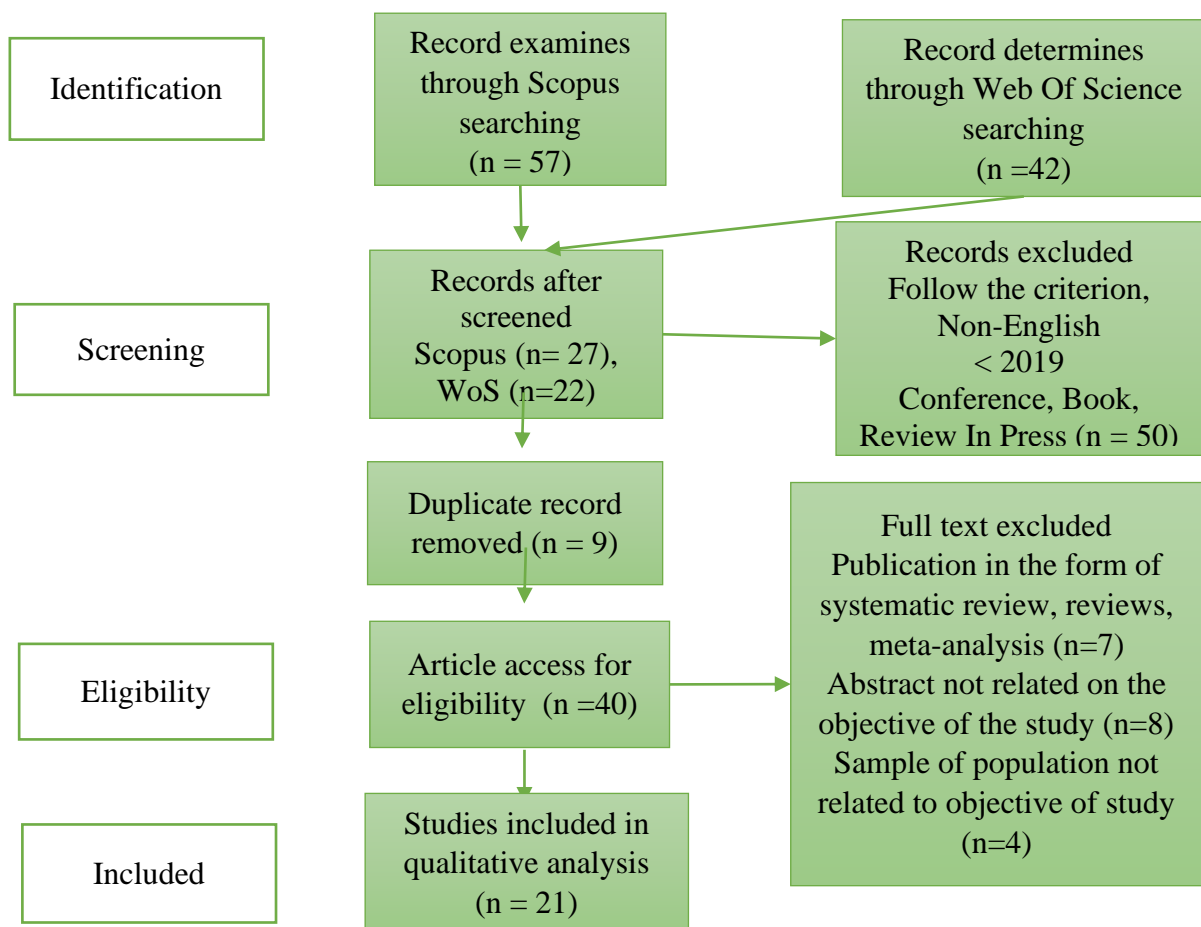 Identification
Record examines
through Scopus
searching
(n = 57)
Record determines
through Web Of Science
searching
(n =42)
Screening
Records after
screened
Scopus (n= 27),
WoS (n=22)
Records excluded
Follow the criterion,
Non-English
< 2019
Conference, Book,
Review In Press (n = 50)
Duplicate record
removed (n = 9)
Eligibility
Article access for
eligibility (n =40)
Full text excluded
Publication in the form of
systematic review, reviews,
meta-analysis (n=7)
Abstract not related on the
objective of the study (n=8)
Sample of population not
related to objective of study
(n=4)
Included
Studies included in
qualitative analysis
(n = 21)